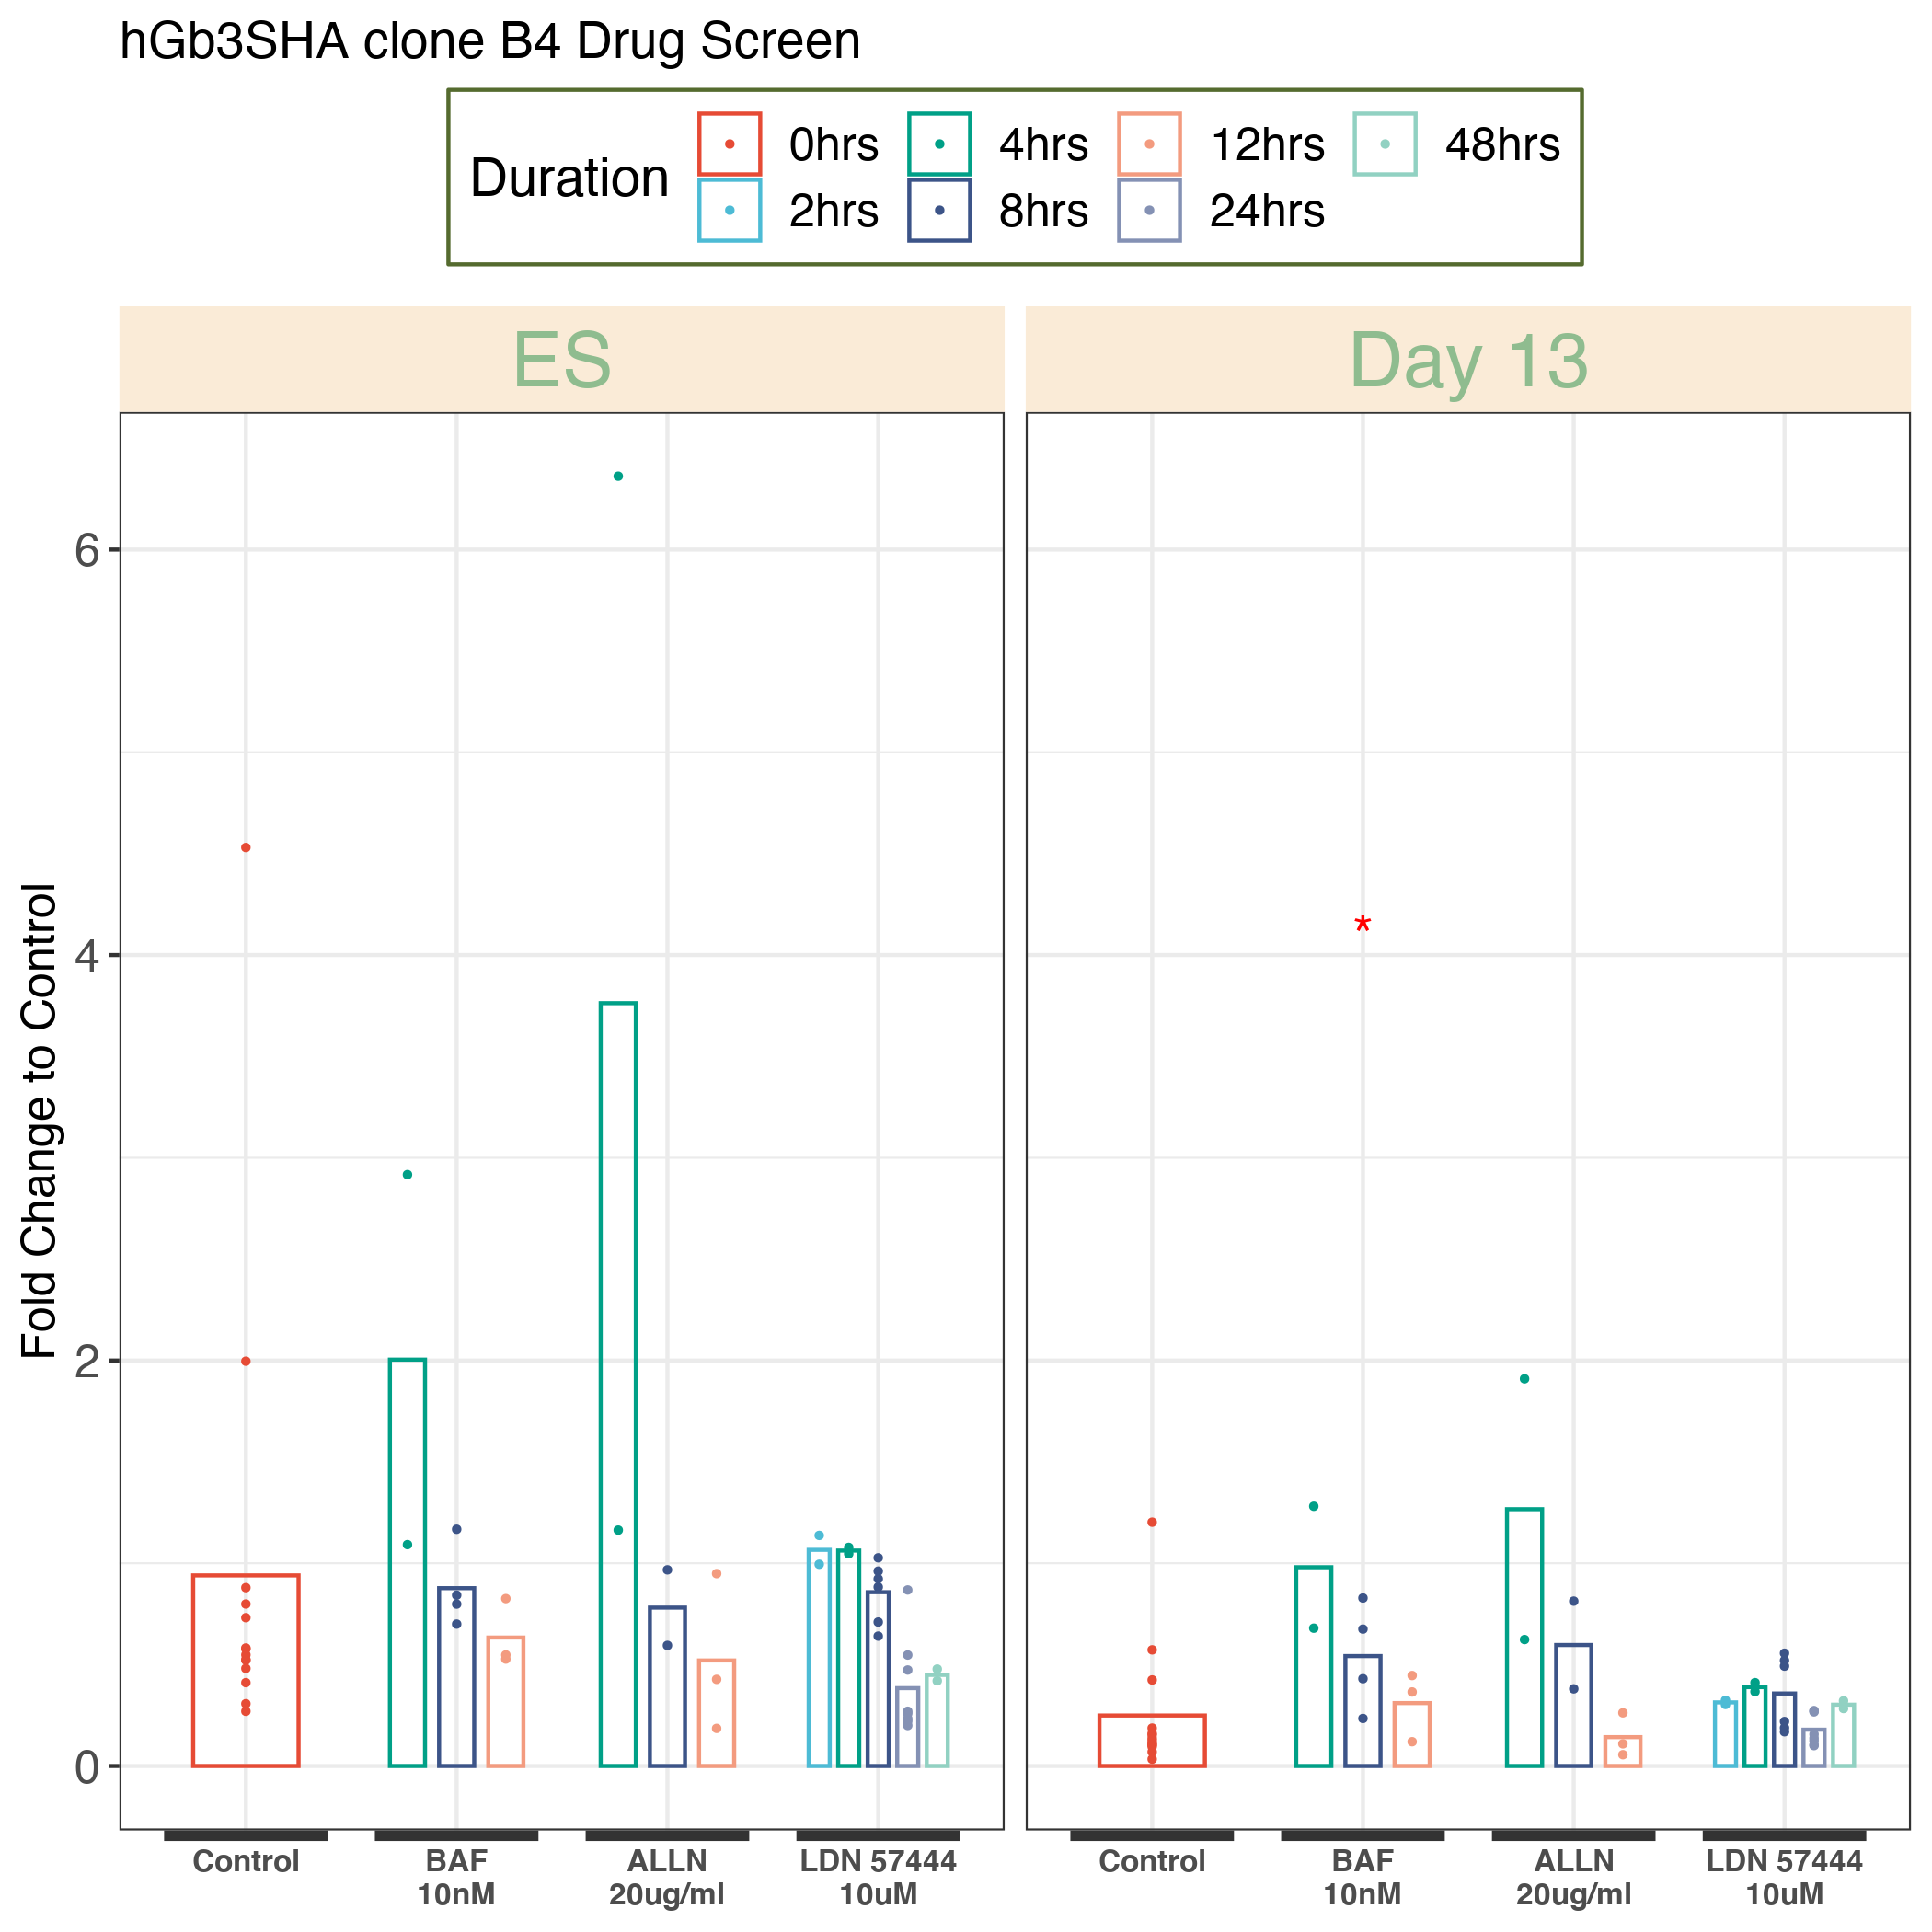 hGb3SHA clone B4 Drug Screen
Duration
0hrs 4hrs 12hrs 48hrs
2hrs 8hrs 24hrs
ES
Day 13
Fold Change to Control
6
4
2
0
*
Control
BAF
10nM
ALLN
20ug/ml
LDN 57444
10uM
Control
BAF
10nM
ALLN
20ug/ml
LDN 57444
10uM